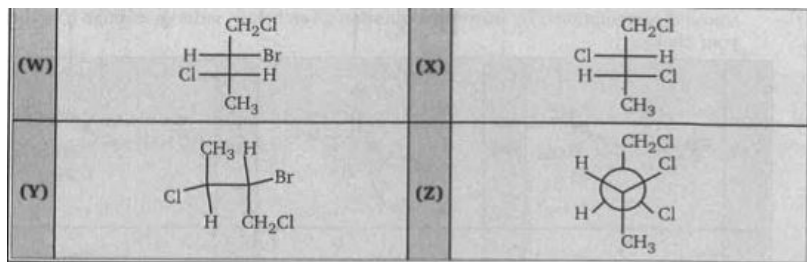 (W)
CH2Cl
H Br
Cl H
CH3
(X)
CH2Cl
Cl H
H Cl
CH3
(Y)
CH3 H
Cl Br
H CH2Cl
(Z)
CH2Cl
H Cl
H Cl
CH3